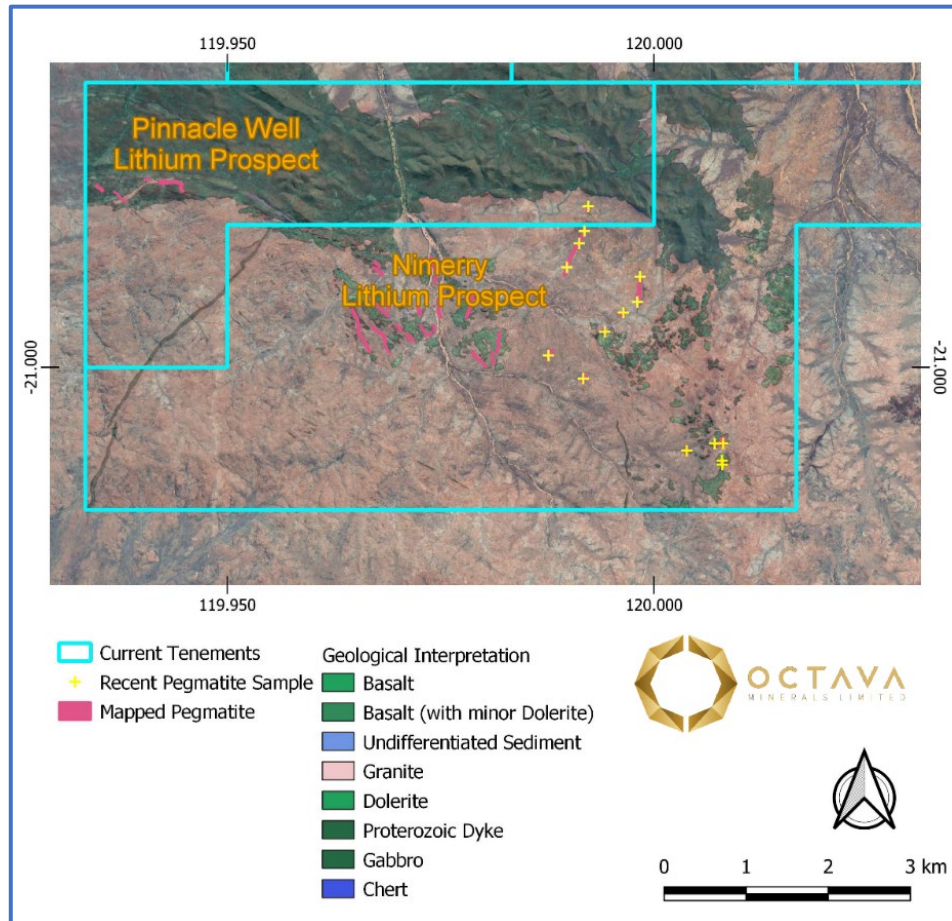 119.950
120.000
Pinnacle Well
Lithium Prospect
Nimerry
Lithium Prospect
-21.000
-21.000
119.950
120.000
Current Tenements
Recent Pegmatite Sample
Mapped Pegmatite
Geological Interpretation
Basalt
Basalt (with minor Dolerite)
Undifferentiated Sediment
Granite
Dolerite
Proterozoic Dyke
Gabbro
Chert
OCTAVA
MINERALS LIMITED
0 1 2 3 km